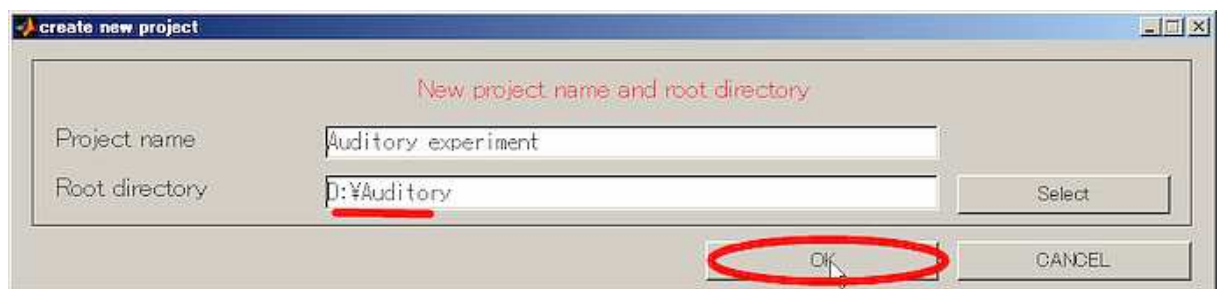 create new project
New project name and root directory
Project name Auditory experiment
Root directory D:¥Auditory Select
OK CANCEL